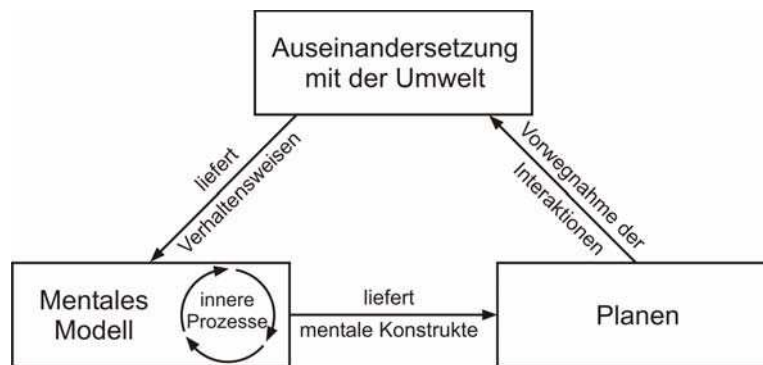 Auseinandersetzung
mit der Umwelt
liefert
Verhaltensweisen
Vorwegnahme der
Interaktionen
Mentales
Modell
innere
Prozesse
liefert
mentale Konstrukte
Planen